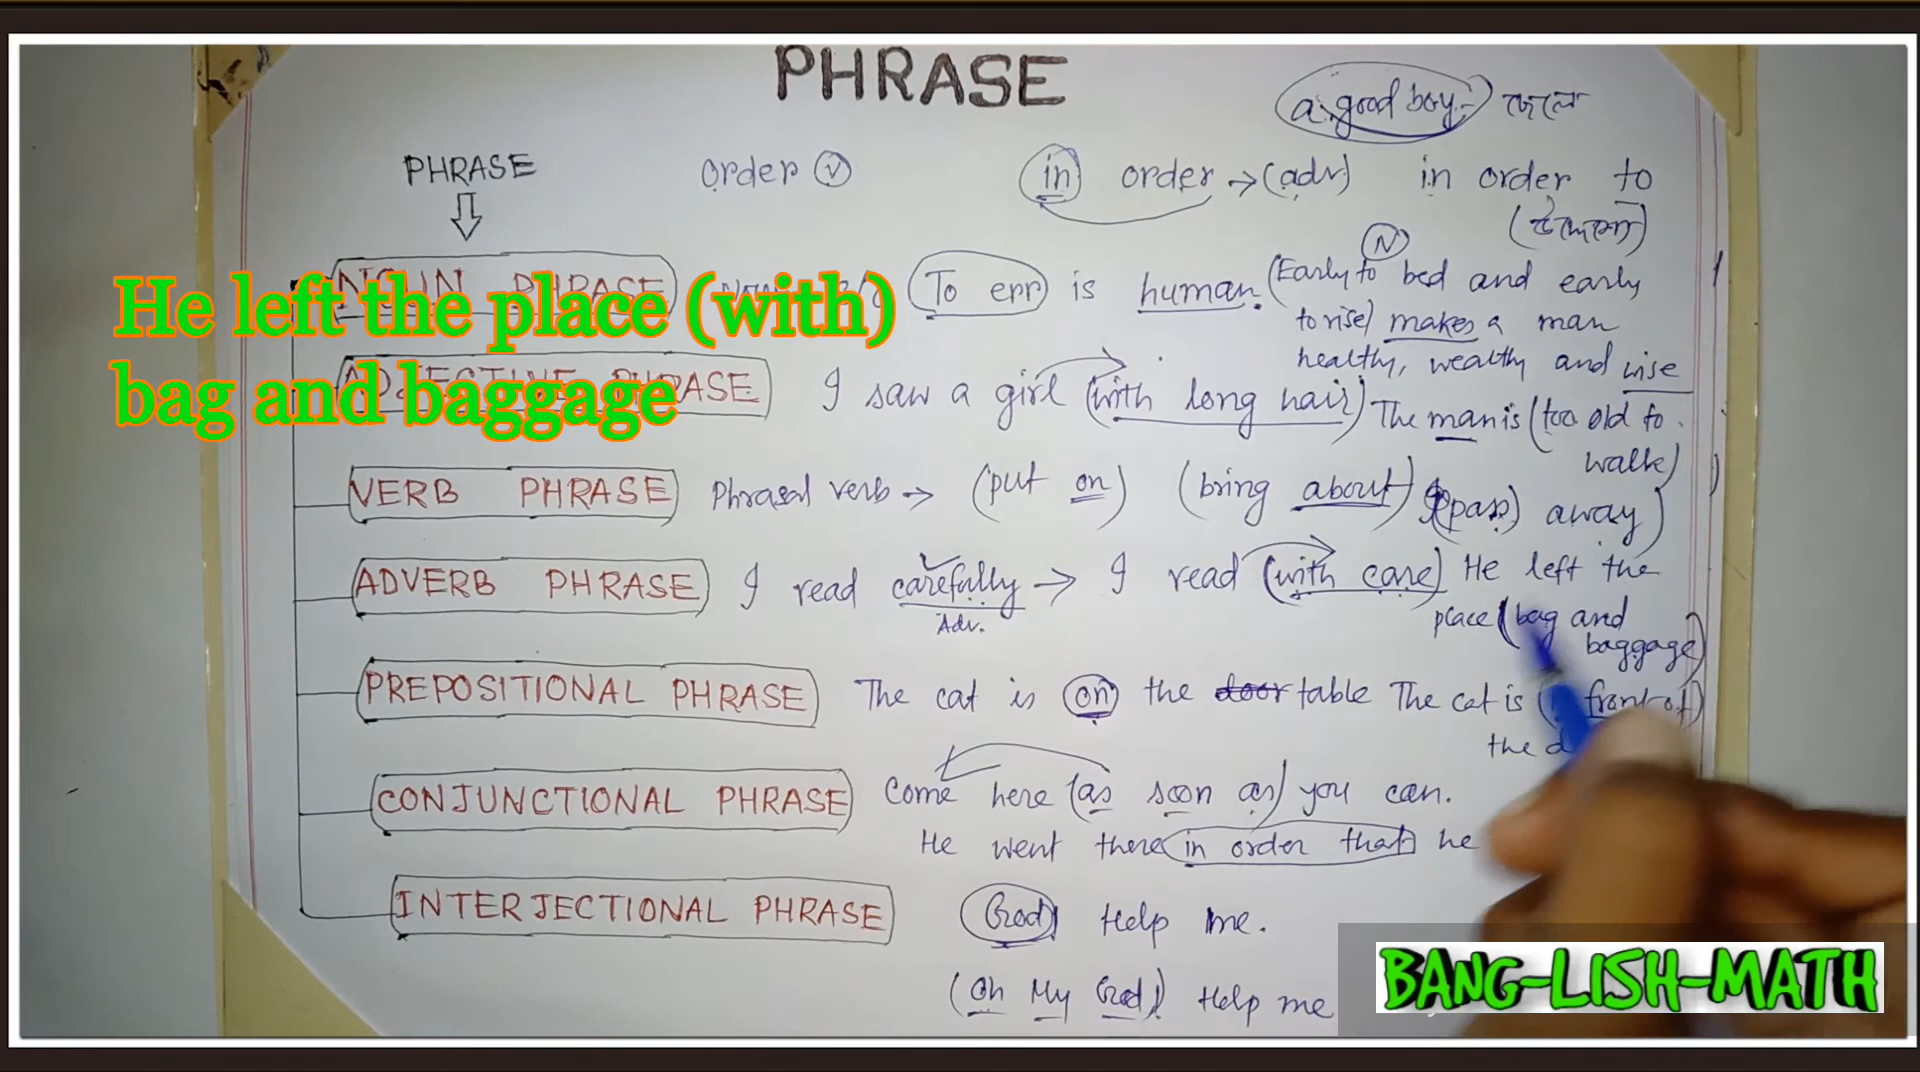 PHRASE
a good boy - ছেলে
PHRASE
order (v)
in order → (adv)
in order to
N
NOUN PHRASE
To err is human.
(Early to bed and early
to rise) makes a man
healthy, wealthy and wise
He left the place (with)
bag and baggage
ADJECTIVE PHRASE
I saw a girl (with long hair)
The man is (too old to
walk)
VERB PHRASE
Phrasal verb → (put on) (bring about)
(pass) away)
ADVERB PHRASE
I read carefully → I read (with care)
Adv.
He left the
place (bag and
baggage)
PREPOSITIONAL PHRASE
The cat is on the door table
The cat is front of)
the
CONJUNCTIONAL PHRASE
Come here (as soon as) you can.
He went there in order that he
INTERJECTIONAL PHRASE
God! Help me.
(Oh My God)! Help me
BANG-LISH-MATH